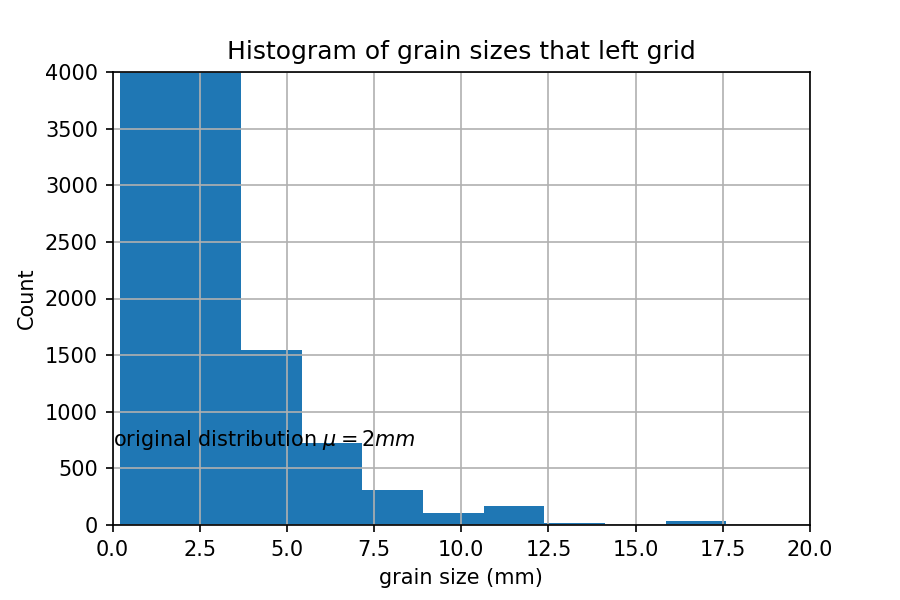 Histogram of grain sizes that left grid
4000
3500
3000
2500
2000
1500
1000
500
0
Count
original distribution μ = 2mm
0.0 2.5 5.0 7.5 10.0 12.5 15.0 17.5 20.0
grain size (mm)